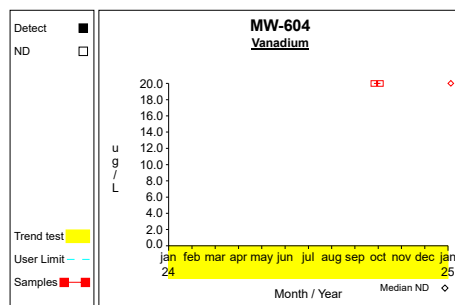 Detect
ND
Trend test
User Limit
Samples
MW-604
Vanadium
ug/L
20.0
18.0
16.0
14.0
12.0
10.0
8.0
6.0
4.0
2.0
0.0
jan feb mar apr may jun jul aug sep oct nov dec jan
24 25
Month / Year
Median ND